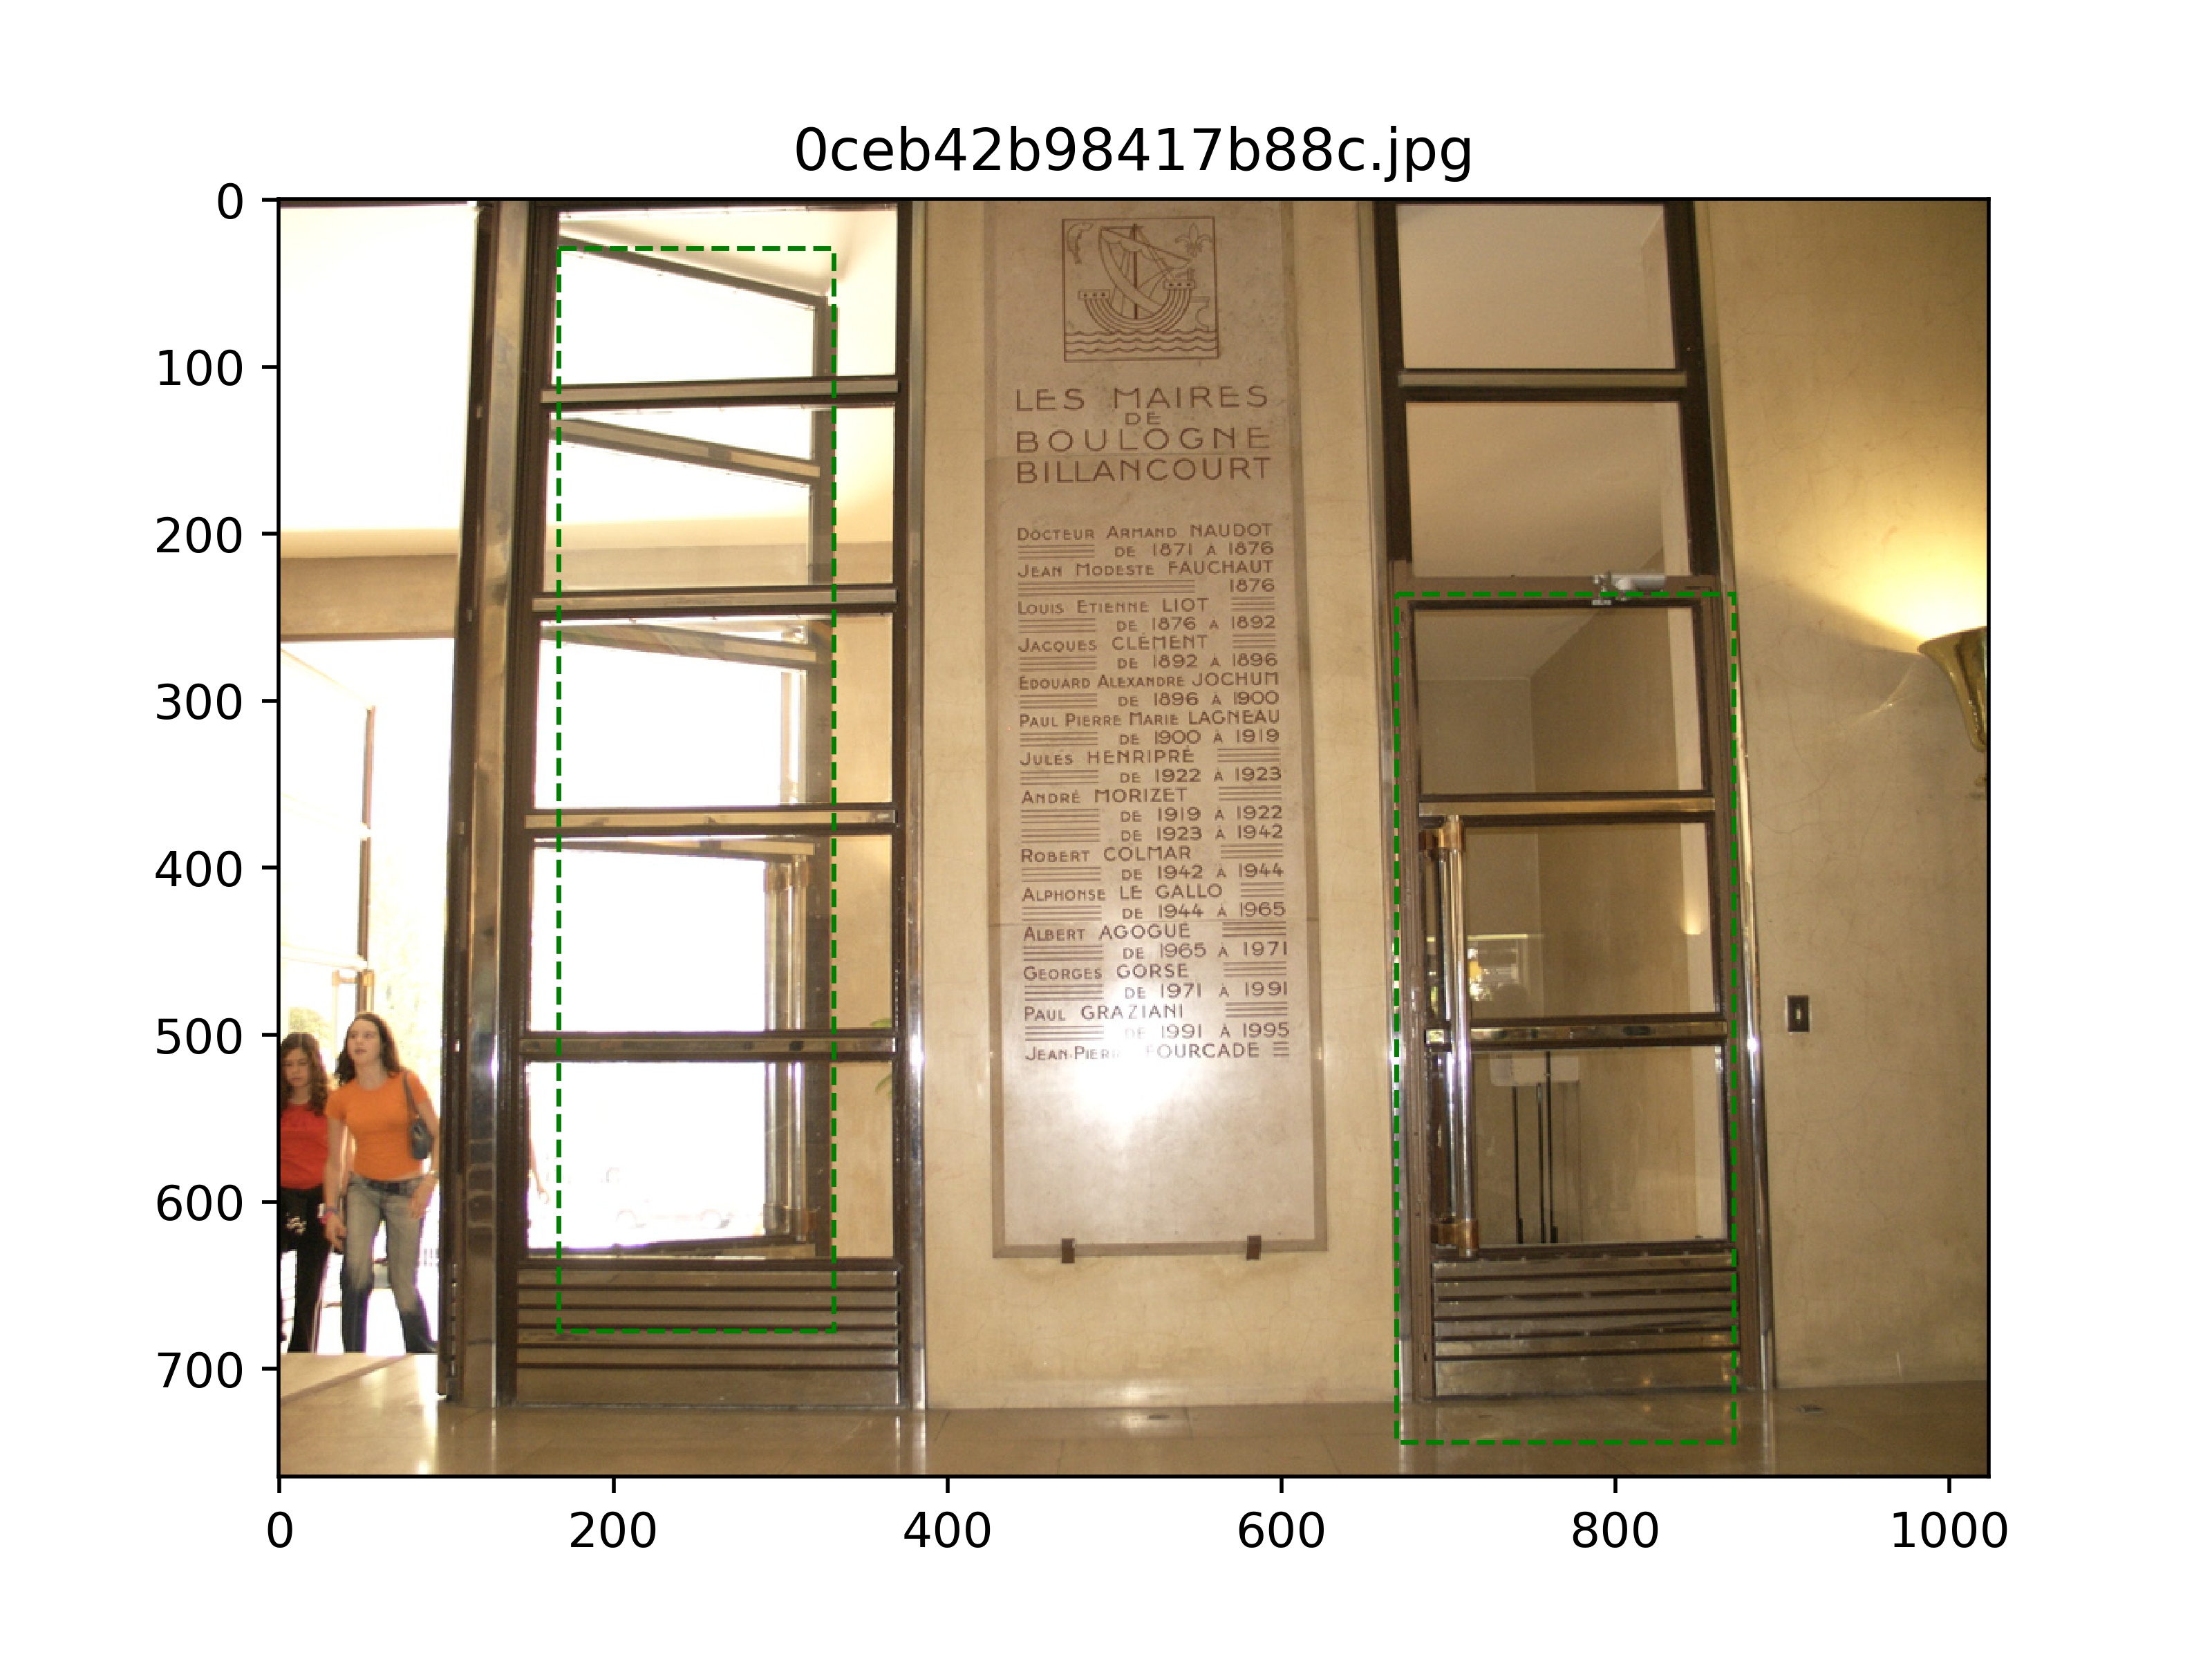 0ceb42b98417b88c.jpg
LES MAIRES
DE
BOULOGNE
BILLANCOURT
DOCTEUR ARMAND NAUDOT
DE 1871 A 1876
JEAN MODESTE FAUCHAUT
1876
LOUIS ETIENNE LIOT
DE 1876 A 1892
JACQUES CLÉMENT
DE 1892 A 1896
EDOUARD ALEXANDRE JOCHUM
DE 1896 A 1900
PAUL PIERRE MARIE LAGNEAU
DE 1900 À 1919
JULES HENRIPRÉ
DE 1922 À 1923
ANDRÉ MORIZET
DE 1919 À 1922
DE 1923 À 1942
ROBERT COLMAR
DE 1942 À 1944
ALPHONSE LE GALLO
DE 1944 À 1965
ALBERT AGOGUÉ
DE 1965 À 1971
GEORGES GORSE
DE 1971 À 1991
PAUL GRAZIANI
DE 1991 À 1995
JEAN-PIERRE FOURCADE
0
100
200
300
400
500
600
700
0
200
400
600
800
1000